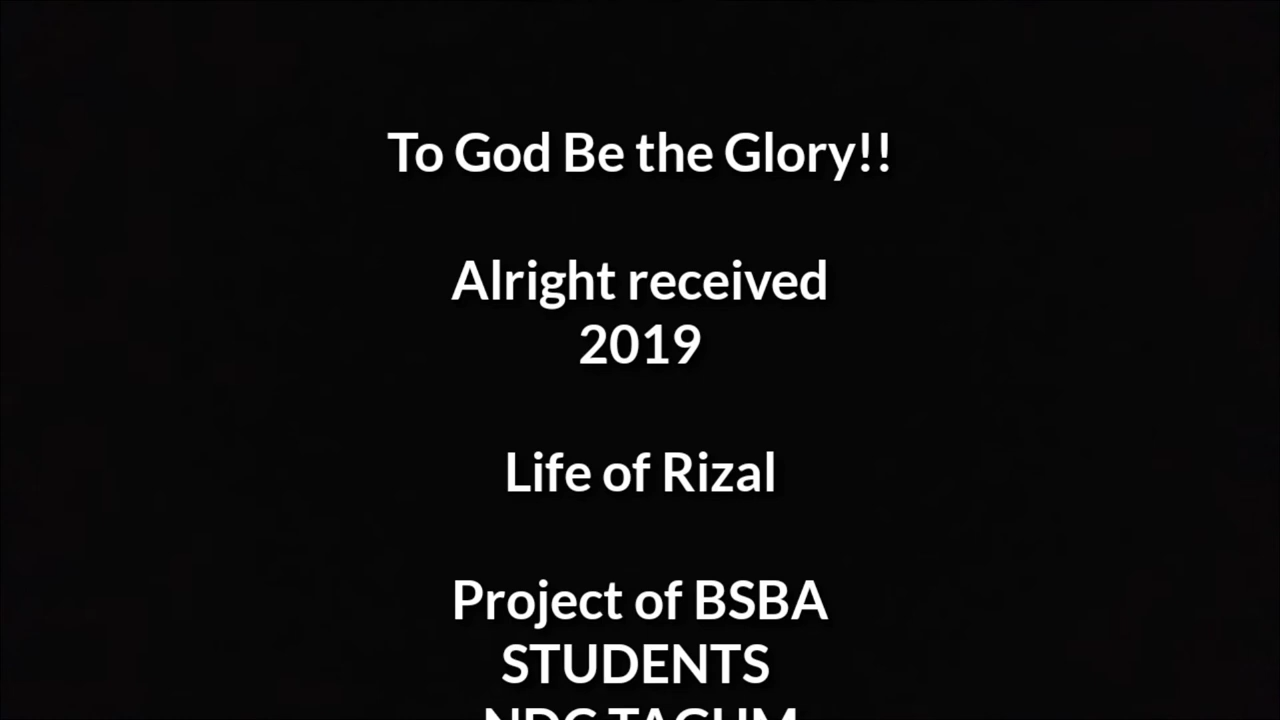 To God Be the Glory!!
Alright received
2019
Life of Rizal
Project of BSBA
STUDENTS